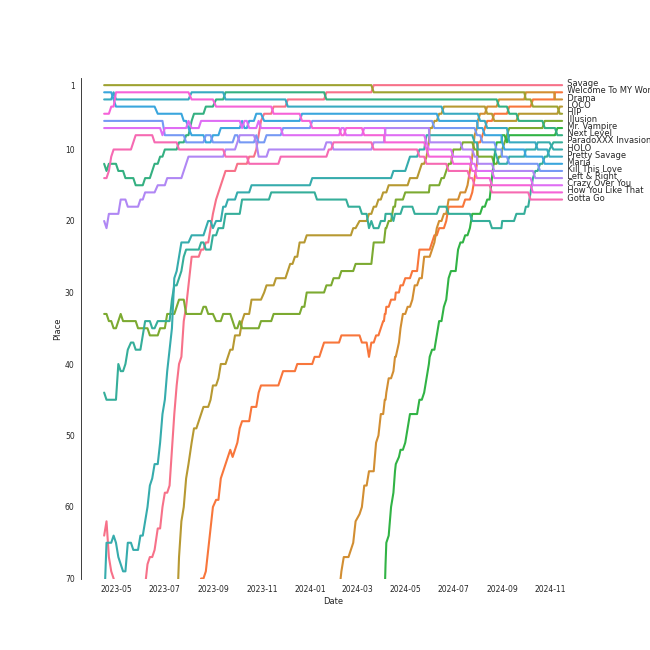 Savage
Welcome To MY Wor
Drama
LOCO
HIP
Illusion
Mr. Vampire
Next Level
ParadoXXX Invasion
HOLO
Pretty Savage
Maria
Kill This Love
Left & Right
Crazy Over You
How You Like That
Gotta Go
1
10
20
30
40
50
60
70
Place
2023-05
2023-07
2023-09
2023-11
2024-01
2024-03
2024-05
2024-07
2024-09
2024-11
Date